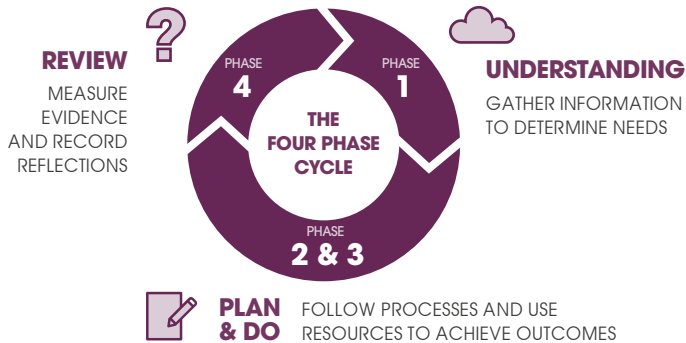 THE
FOUR PHASE
CYCLE
PHASE
1
UNDERSTANDING
GATHER INFORMATION
TO DETERMINE NEEDS
PHASE
2 & 3
PLAN
& DO
FOLLOW PROCESSES AND USE
RESOURCES TO ACHIEVE OUTCOMES
PHASE
4
REVIEW
MEASURE
EVIDENCE
AND RECORD
REFLECTIONS